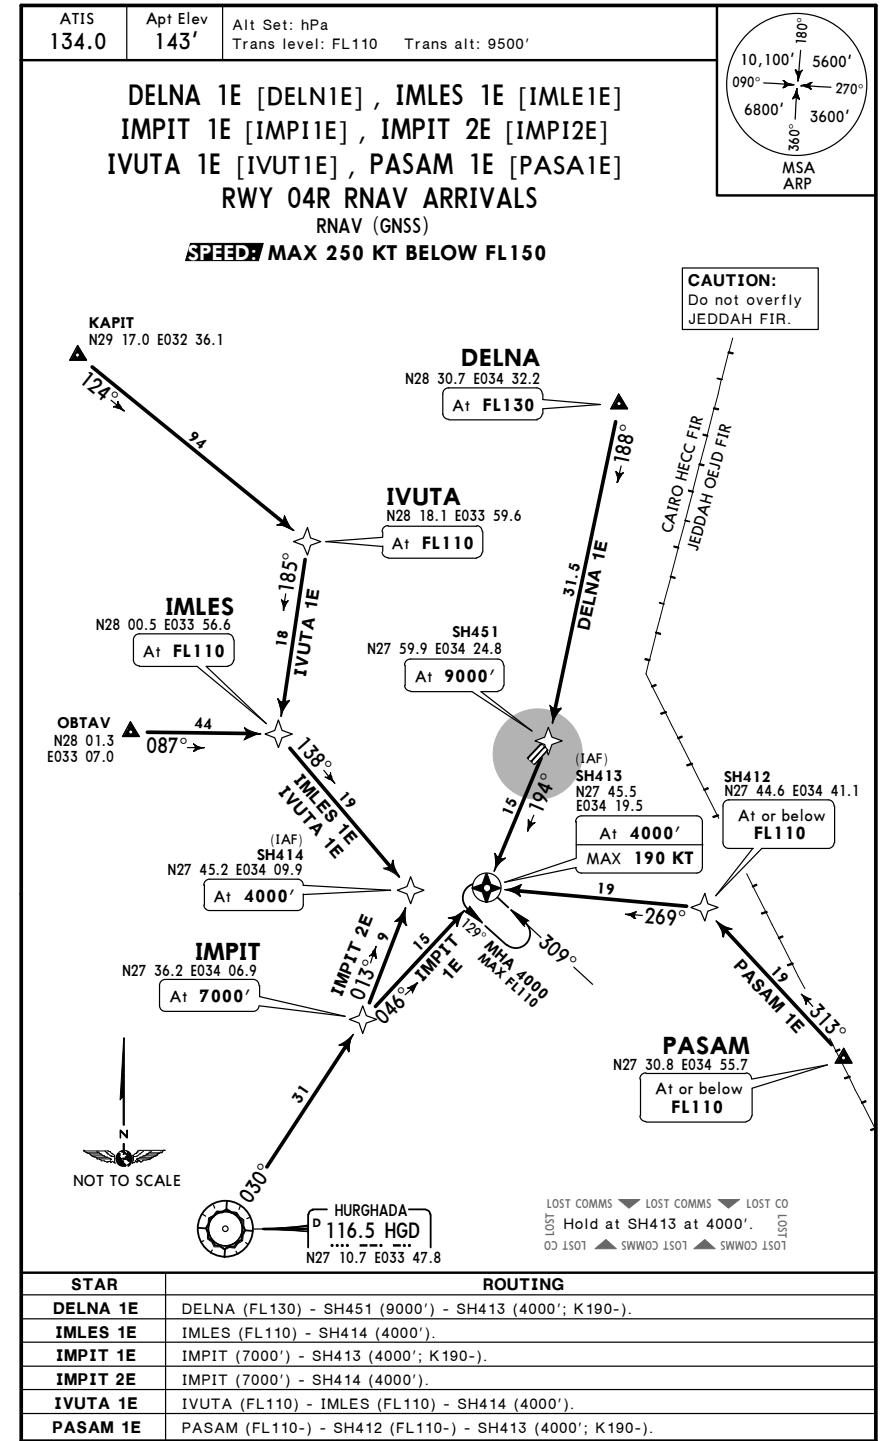 ATIS
134.0
Apt Elev
143'
Alt Set: hPa
Trans level: FL110 Trans alt: 9500'
180°
10,100' 5600'
090° 270°
6800' 3600'
360°
MSA
ARP
DELNA 1E [DELN1E], IMLES 1E [IMLE1E]
IMPIT 1E [IMPI1E], IMPIT 2E [IMPI2E]
IVUTA 1E [IVUT1E], PASAM 1E [PASA1E]
RWY 04R RNAV ARRIVALS
RNAV (GNSS)
SPEED: MAX 250 KT BELOW FL150
CAUTION:
Do not overfly
JEDDAH FIR.
KAPIT
N29 17.0 E032 36.1
124°
94
DELNA
N28 30.7 E034 32.2
At FL130
188°
31.5
DELNA 1E
CAIRO HECC FIR
JEDDAH OEJD FIR
IVUTA
N28 18.1 E033 59.6
At FL110
185°
18
IVUTA 1E
IMLES
N28 00.5 E033 56.6
At FL110
SH451
N27 59.9 E034 24.8
At 9000'
OBTAV
N28 01.3
E033 07.0
44
087°
138°
19
IMLES 1E
IVUTA 1E
15
194°
(IAF)
SH413
N27 45.5
E034 19.5
At 4000'
MAX 190 KT
SH412
N27 44.6 E034 41.1
At or below
FL110
(IAF)
SH414
N27 45.2 E034 09.9
At 4000'
19
269°
IMPIT 2E
013°
9
15
046°
IMPIT
1E
129°
MHA 4000
MAX FL110
309°
IMPIT
N27 36.2 E034 06.9
At 7000'
19
PASAM 1E
313°
PASAM
N27 30.8 E034 55.7
At or below
FL110
31
030°
N
NOT TO SCALE
HURGHADA
D 116.5 HGD
N27 10.7 E033 47.8
LOST COMMS LOST COMMS LOST CO
LOST
Hold at SH413 at 4000'.
LOST
LOST COMMS LOST COMMS LOST CO
STAR ROUTING
DELNA 1E DELNA (FL130) - SH451 (9000') - SH413 (4000'; K190-).
IMLES 1E IMLES (FL110) - SH414 (4000').
IMPIT 1E IMPIT (7000') - SH413 (4000'; K190-).
IMPIT 2E IMPIT (7000') - SH414 (4000').
IVUTA 1E IVUTA (FL110) - IMLES (FL110) - SH414 (4000').
PASAM 1E PASAM (FL110-) - SH412 (FL110-) - SH413 (4000'; K190-).